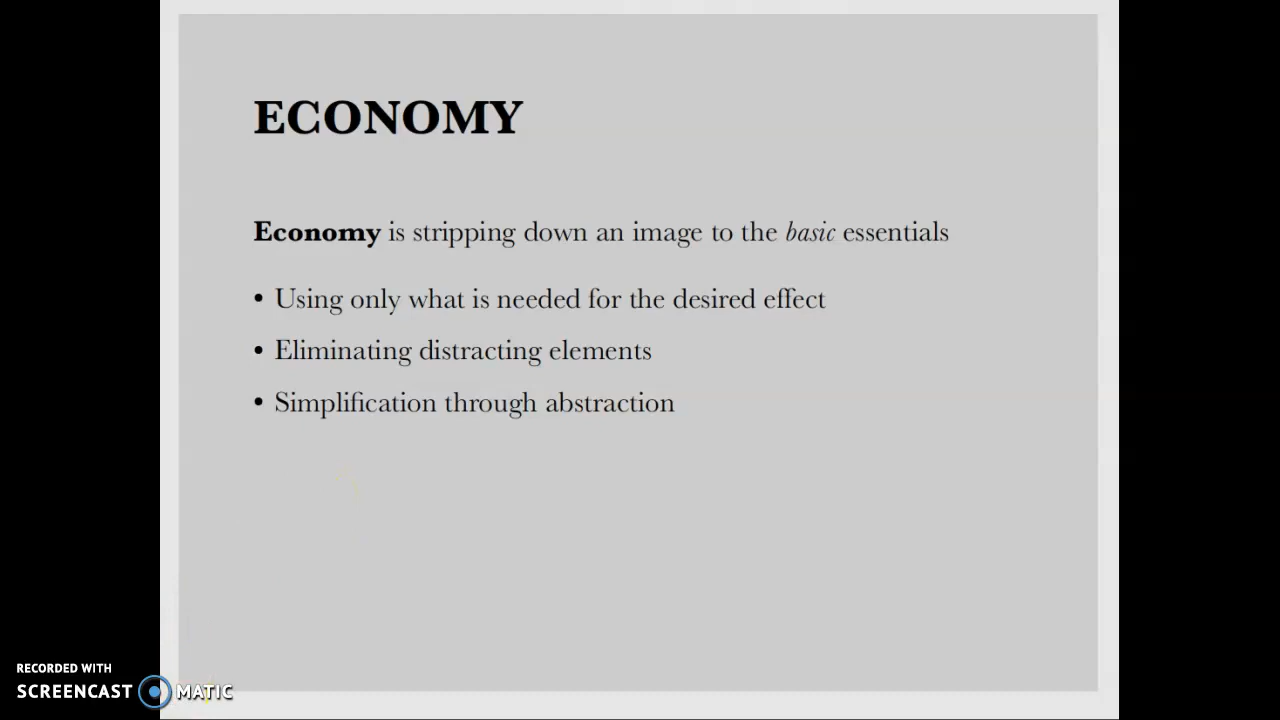 ECONOMY
Economy is stripping down an image to the basic essentials
• Using only what is needed for the desired effect
• Eliminating distracting elements
• Simplification through abstraction
RECORDED WITH
SCREENCAST MATIC